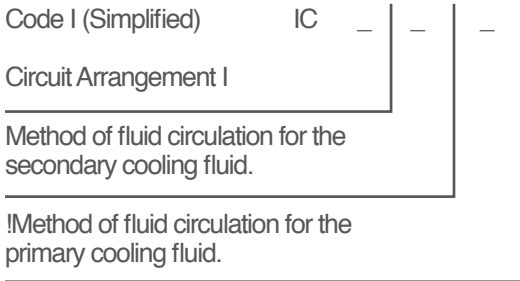 Code I (Simplified) IC _ _ _
Circuit Arrangement I
Method of fluid circulation for the
secondary cooling fluid.
!Method of fluid circulation for the
primary cooling fluid.